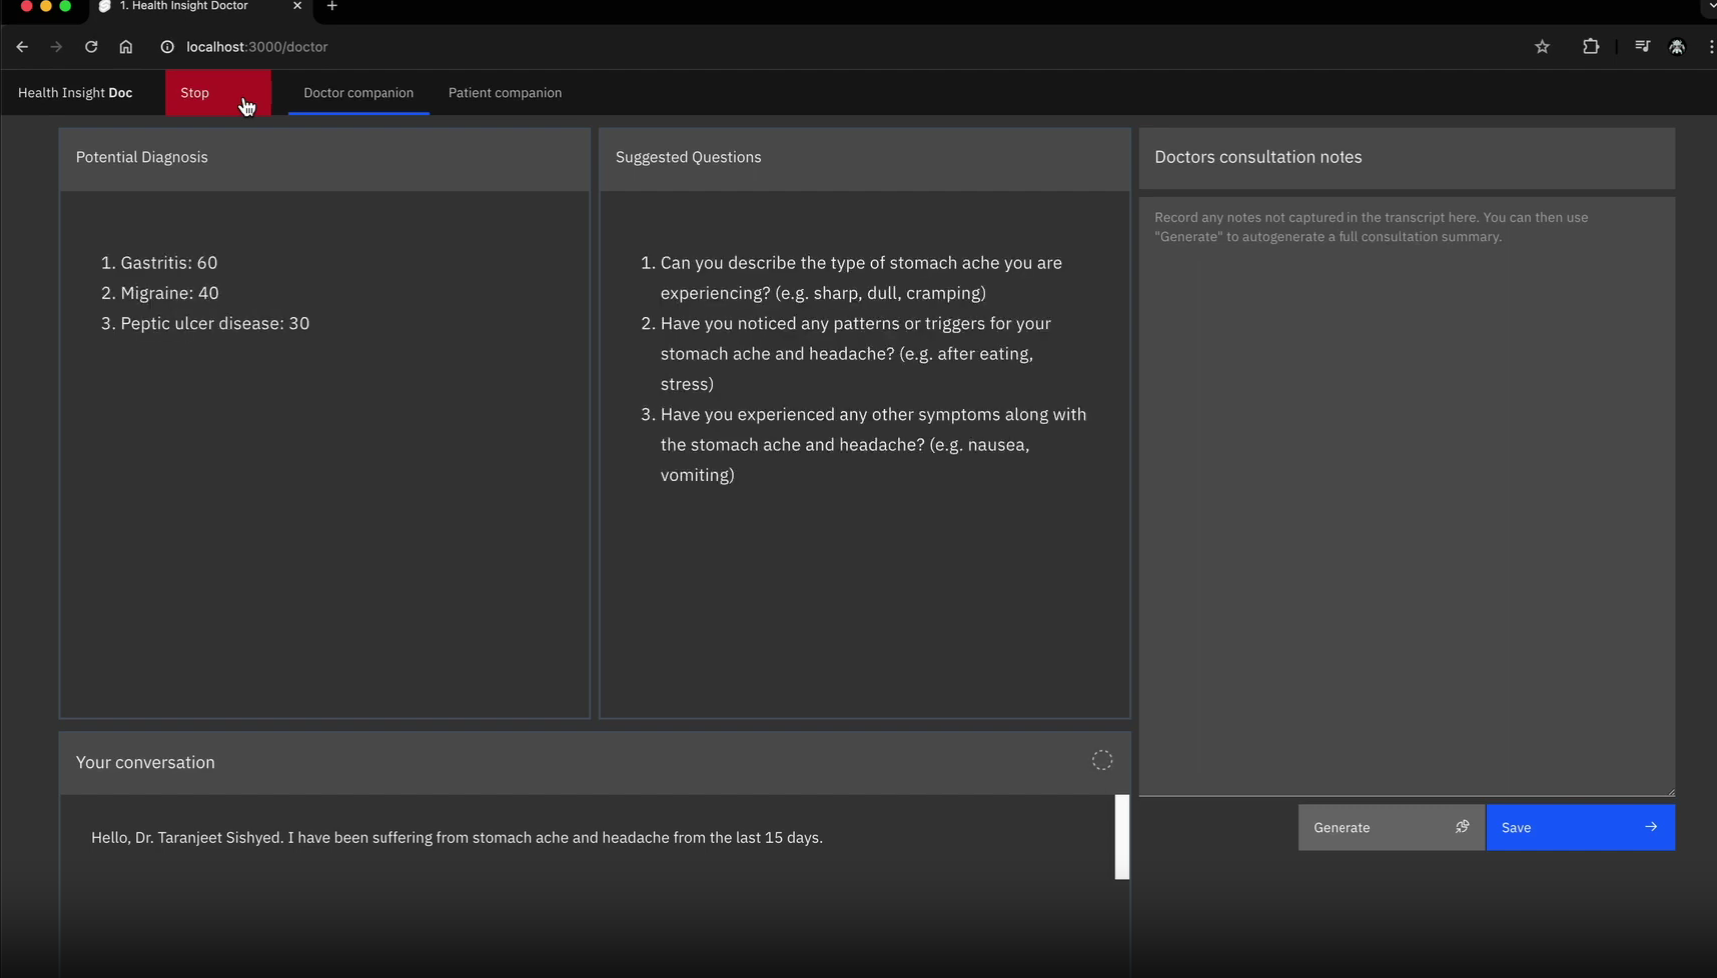 1. Health Insight Doctor
localhost:3000/doctor
Health Insight Doc
Stop
Doctor companion
Patient companion
Potential Diagnosis
1. Gastritis: 60
2. Migraine: 40
3. Peptic ulcer disease: 30
Suggested Questions
1. Can you describe the type of stomach ache you are
experiencing? (e.g. sharp, dull, cramping)
2. Have you noticed any patterns or triggers for your
stomach ache and headache? (e.g. after eating,
stress)
3. Have you experienced any other symptoms along with
the stomach ache and headache? (e.g. nausea,
vomiting)
Doctors consultation notes
Record any notes not captured in the transcript here. You can then use
"Generate" to autogenerate a full consultation summary.
Generate
Save
Your conversation
Hello, Dr. Taranjeet Sishyed. I have been suffering from stomach ache and headache from the last 15 days.